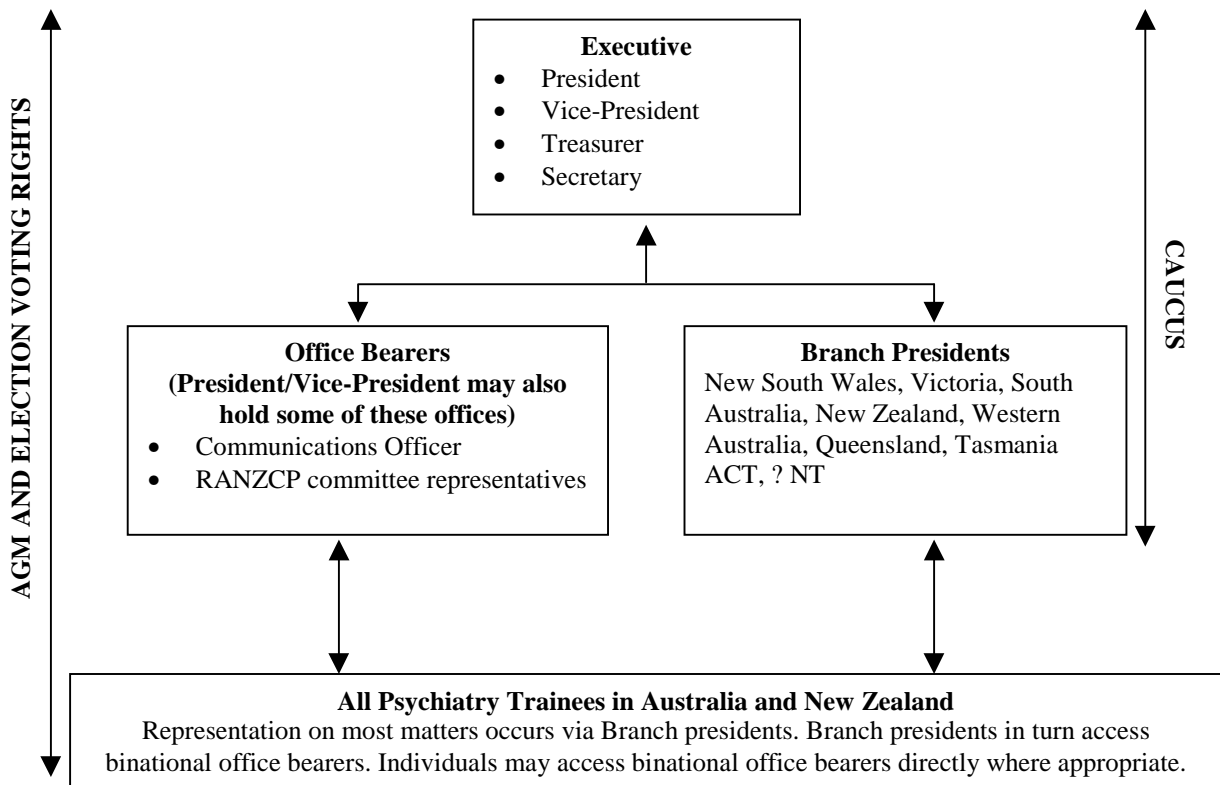 AGM AND ELECTION VOTING RIGHTS
Executive
• President
• Vice-President
• Treasurer
• Secretary
CAUCUS
Office Bearers
(President/Vice-President may also
hold some of these offices)
• Communications Officer
• RANZCP committee representatives
Branch Presidents
New South Wales, Victoria, South
Australia, New Zealand, Western
Australia, Queensland, Tasmania
ACT, ? NT
All Psychiatry Trainees in Australia and New Zealand
Representation on most matters occurs via Branch presidents. Branch presidents in turn access
binational office bearers. Individuals may access binational office bearers directly where appropriate.